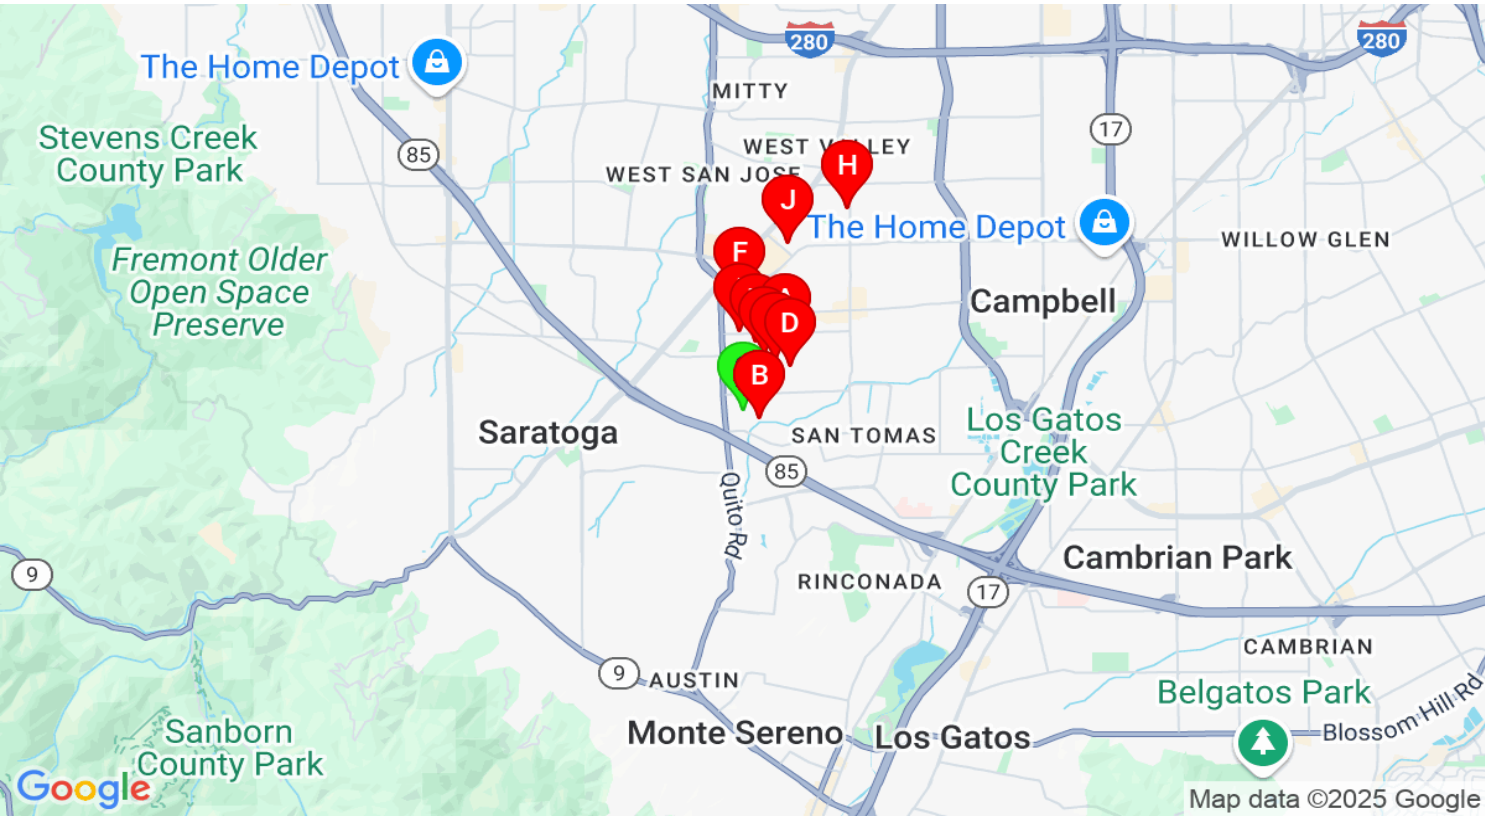 280
280
The Home Depot
MITTY
17
Stevens Creek
County Park
85
WEST VALLEY
H
WEST SAN JOSE
J
The Home Depot
WILLOW GLEN
F
Fremont Older
Open Space
Preserve
A
Campbell
D
B
Saratoga
SAN TOMAS
Los Gatos
Creek
County Park
85
Quito Rd
Cambrian Park
9
RINCONADA
17
CAMBRIAN
9
AUSTIN
Belgatos Park
Blossom Hill Rd
Sanborn
County Park
Monte Sereno
Los Gatos
Google
Map data ©2025 Google